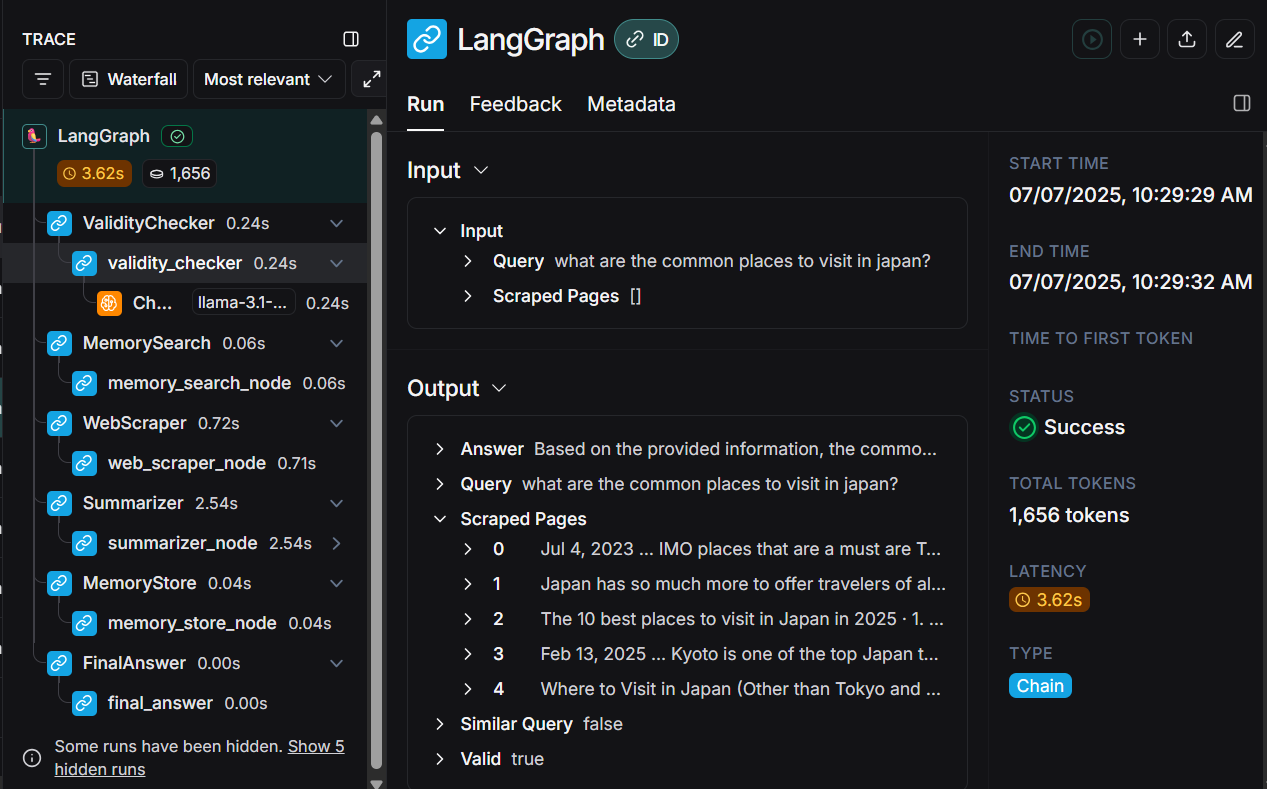 TRACE
Waterfall
Most relevant
LangGraph
3.62s
1,656
ValidityChecker 0.24s
validity_checker 0.24s
Ch... llama-3.1-... 0.24s
MemorySearch 0.06s
memory_search_node 0.06s
WebScraper 0.72s
web_scraper_node 0.71s
Summarizer 2.54s
summarizer_node 2.54s
MemoryStore 0.04s
memory_store_node 0.04s
FinalAnswer 0.00s
final_answer 0.00s
Some runs have been hidden. Show 5
hidden runs
LangGraph ID
Run Feedback Metadata
Input
Input
Query what are the common places to visit in japan?
Scraped Pages []
Output
Answer Based on the provided information, the commo...
Query what are the common places to visit in japan?
Scraped Pages
0 Jul 4, 2023 ... IMO places that are a must are T...
1 Japan has so much more to offer travelers of al...
2 The 10 best places to visit in Japan in 2025 · 1. ...
3 Feb 13, 2025 ... Kyoto is one of the top Japan t...
4 Where to Visit in Japan (Other than Tokyo and ...
Similar Query false
Valid true
START TIME
07/07/2025, 10:29:29 AM
END TIME
07/07/2025, 10:29:32 AM
TIME TO FIRST TOKEN
STATUS
Success
TOTAL TOKENS
1,656 tokens
LATENCY
3.62s
TYPE
Chain